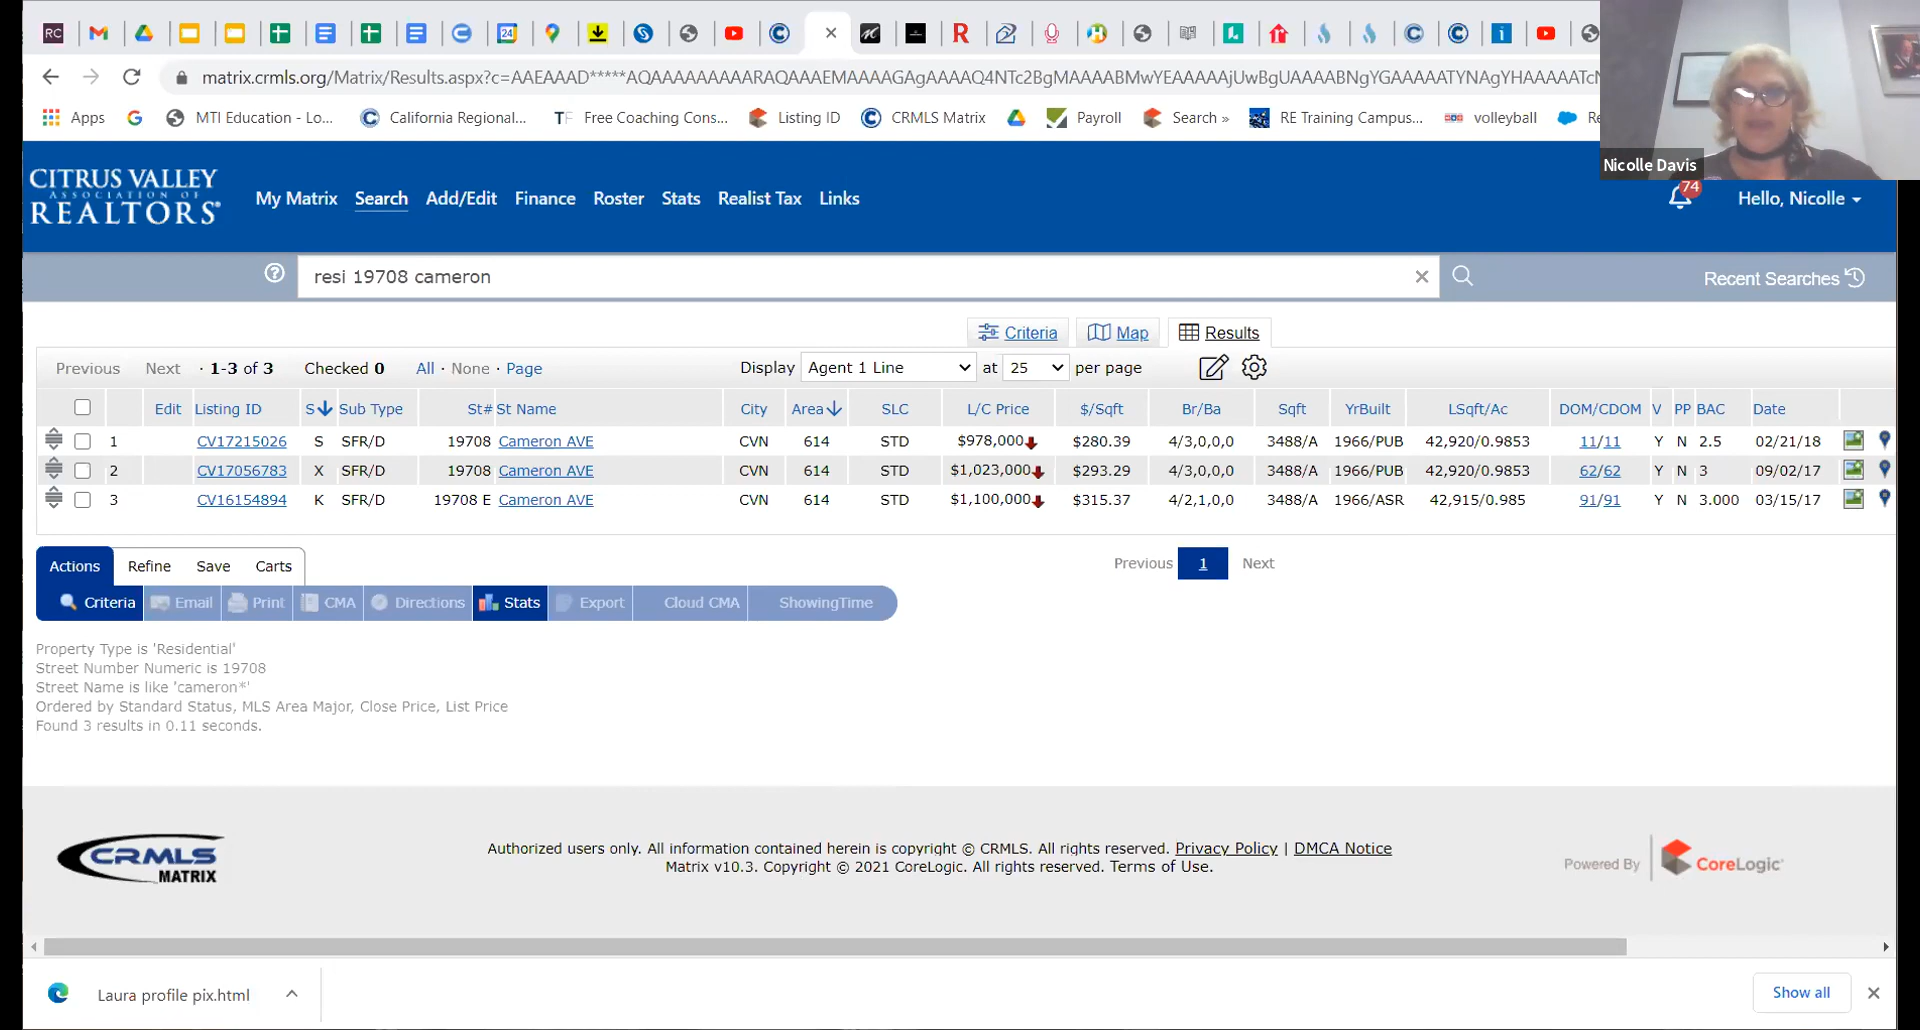 RC
24
matrix.crmls.org/Matrix/Results.aspx?c=AAEAAAD*****AQAAAAAAAAARAQAAAEMAAAAGAgAAAAQ4NTc2BgMAAAABMwYEAAAAAjUwBgUAAAABNgYGAAAAATYNAgYHAAAAATcN
Apps
MTI Education - Lo...
California Regional...
TF Free Coaching Cons...
Listing ID
CRMLS Matrix
Payroll
Search »
RE Training Campus...
volleyball
Nicolle Davis
CITRUS VALLEY
ASSOCIATION OF
REALTORS®
My Matrix Search Add/Edit Finance Roster Stats Realist Tax Links
74
Hello, Nicolle
resi 19708 cameron
Recent Searches
Criteria Map Results
Previous Next · 1-3 of 3 Checked 0 All · None · Page Display Agent 1 Line at 25 per page
Edit Listing ID S Sub Type St# St Name City Area SLC L/C Price $/Sqft Br/Ba Sqft YrBuilt LSqft/Ac DOM/CDOM V PP BAC Date
1 CV17215026 S SFR/D 19708 Cameron AVE CVN 614 STD $978,000 $280.39 4/3,0,0,0 3488/A 1966/PUB 42,920/0.9853 11/11 Y N 2.5 02/21/18
2 CV17056783 X SFR/D 19708 Cameron AVE CVN 614 STD $1,023,000 $293.29 4/3,0,0,0 3488/A 1966/PUB 42,920/0.9853 62/62 Y N 3 09/02/17
3 CV16154894 K SFR/D 19708 E Cameron AVE CVN 614 STD $1,100,000 $315.37 4/2,1,0,0 3488/A 1966/ASR 42,915/0.985 91/91 Y N 3.000 03/15/17
Actions Refine Save Carts
Previous 1 Next
Criteria Email Print CMA Directions Stats Export Cloud CMA ShowingTime
Property Type is 'Residential'
Street Number Numeric is 19708
Street Name is like 'cameron*'
Ordered by Standard Status, MLS Area Major, Close Price, List Price
Found 3 results in 0.11 seconds.
CRMLS
MATRIX
Authorized users only. All information contained herein is copyright © CRMLS. All rights reserved. Privacy Policy | DMCA Notice
Matrix v10.3. Copyright © 2021 CoreLogic. All rights reserved. Terms of Use.
Powered By CoreLogic
Laura profile pix.html
Show all